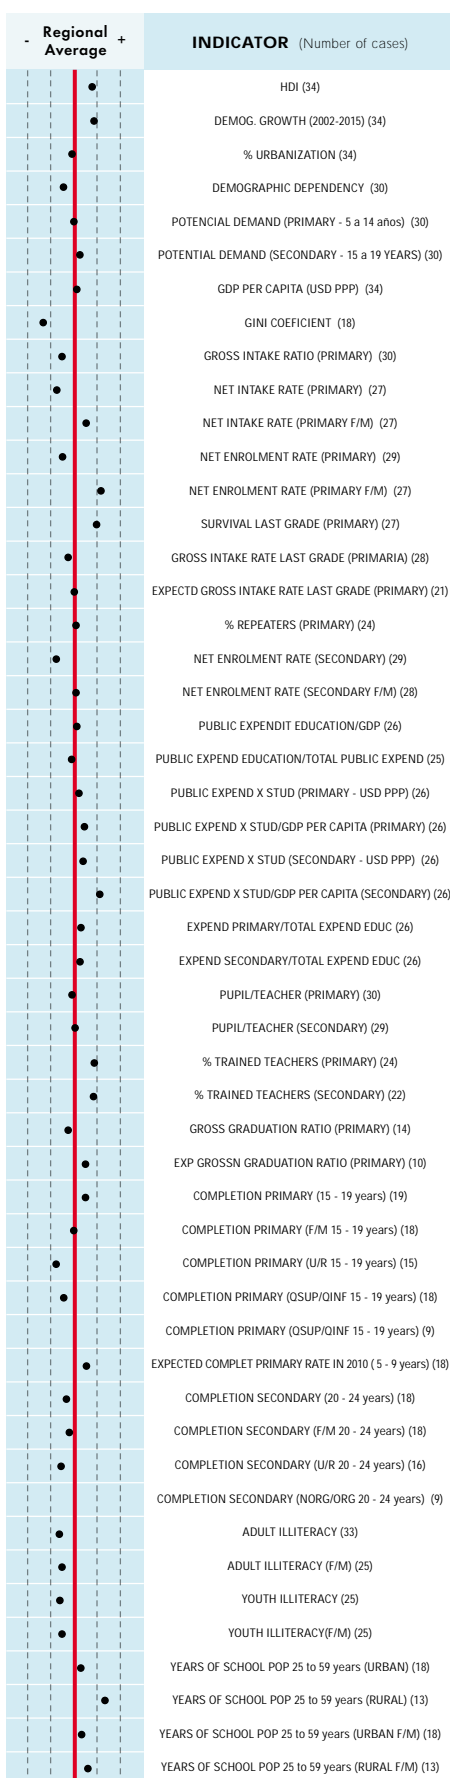 - Regional Average +
INDICATOR (Number of cases)
HDI (34)
DEMOG. GROWTH (2002-2015) (34)
% URBANIZATION (34)
DEMOGRAPHIC DEPENDENCY (30)
POTENCIAL DEMAND (PRIMARY - 5 a 14 años) (30)
POTENTIAL DEMAND (SECONDARY - 15 a 19 YEARS) (30)
GDP PER CAPITA (USD PPP) (34)
GINI COEFICIENT (18)
GROSS INTAKE RATIO (PRIMARY) (30)
NET INTAKE RATE (PRIMARY) (27)
NET INTAKE RATE (PRIMARY F/M) (27)
NET ENROLMENT RATE (PRIMARY) (29)
NET ENROLMENT RATE (PRIMARY F/M) (27)
SURVIVAL LAST GRADE (PRIMARY) (27)
GROSS INTAKE RATE LAST GRADE (PRIMARIA) (28)
EXPECTD GROSS INTAKE RATE LAST GRADE (PRIMARY) (21)
% REPEATERS (PRIMARY) (24)
NET ENROLMENT RATE (SECONDARY) (29)
NET ENROLMENT RATE (SECONDARY F/M) (28)
PUBLIC EXPENDIT EDUCATION/GDP (26)
PUBLIC EXPEND EDUCATION/TOTAL PUBLIC EXPEND (25)
PUBLIC EXPEND X STUD (PRIMARY - USD PPP) (26)
PUBLIC EXPEND X STUD/GDP PER CAPITA (PRIMARY) (26)
PUBLIC EXPEND X STUD (SECONDARY - USD PPP) (26)
PUBLIC EXPEND X STUD/GDP PER CAPITA (SECONDARY) (26)
EXPEND PRIMARY/TOTAL EXPEND EDUC (26)
EXPEND SECONDARY/TOTAL EXPEND EDUC (26)
PUPIL/TEACHER (PRIMARY) (30)
PUPIL/TEACHER (SECONDARY) (29)
% TRAINED TEACHERS (PRIMARY) (24)
% TRAINED TEACHERS (SECONDARY) (22)
GROSS GRADUATION RATIO (PRIMARY) (14)
EXP GROSSN GRADUATION RATIO (PRIMARY) (10)
COMPLETION PRIMARY (15 - 19 years) (19)
COMPLETION PRIMARY (F/M 15 - 19 years) (18)
COMPLETION PRIMARY (U/R 15 - 19 years) (15)
COMPLETION PRIMARY (QSUP/QINF 15 - 19 years) (18)
COMPLETION PRIMARY (QSUP/QINF 15 - 19 years) (9)
EXPECTED COMPLET PRIMARY RATE IN 2010 ( 5 - 9 years) (18)
COMPLETION SECONDARY (20 - 24 years) (18)
COMPLETION SECONDARY (F/M 20 - 24 years) (18)
COMPLETION SECONDARY (U/R 20 - 24 years) (16)
COMPLETION SECONDARY (NORG/ORG 20 - 24 years) (9)
ADULT ILLITERACY (33)
ADULT ILLITERACY (F/M) (25)
YOUTH ILLITERACY (25)
YOUTH ILLITERACY(F/M) (25)
YEARS OF SCHOOL POP 25 to 59 years (URBAN) (18)
YEARS OF SCHOOL POP 25 to 59 years (RURAL) (13)
YEARS OF SCHOOL POP 25 to 59 years (URBAN F/M) (18)
YEARS OF SCHOOL POP 25 to 59 years (RURAL F/M) (13)